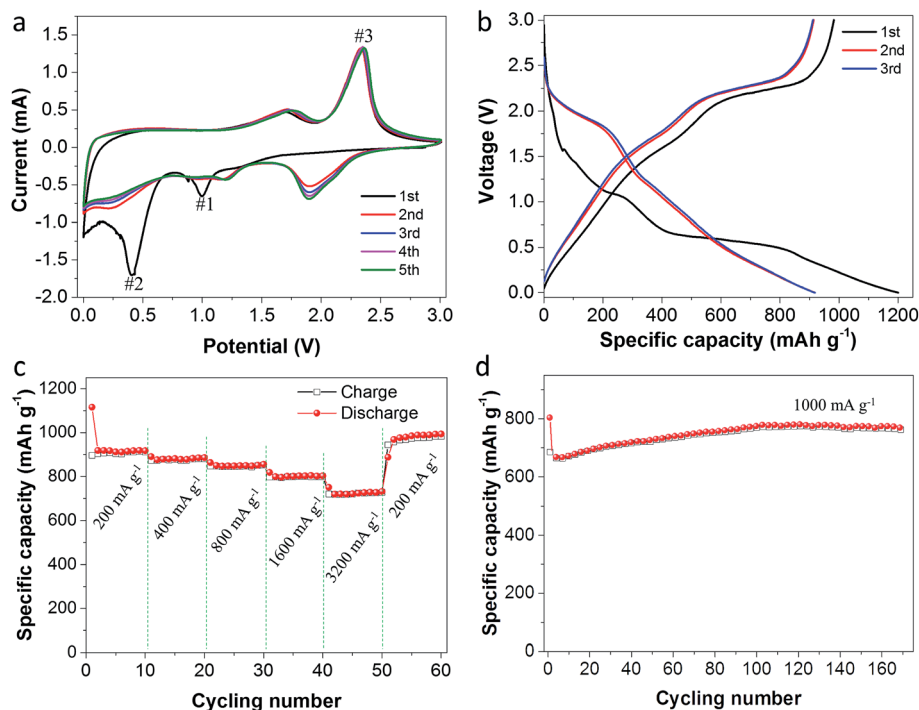 a
Current (mA)
1.5
1.0
0.5
0.0
-0.5
-1.0
-1.5
-2.0
#3
#1
#2
1st
2nd
3rd
4th
5th
0.0 0.5 1.0 1.5 2.0 2.5 3.0
Potential (V)
b
Voltage (V)
3.0
2.5
2.0
1.5
1.0
0.5
0.0
1st
2nd
3rd
0 200 400 600 800 1000 1200
Specific capacity (mAh g⁻¹)
c
Specific capacity (mAh g⁻¹)
1200
1000
800
600
400
200
0
Charge
Discharge
200 mA g⁻¹
400 mA g⁻¹
800 mA g⁻¹
1600 mA g⁻¹
3200 mA g⁻¹
200 mA g⁻¹
0 10 20 30 40 50 60
Cycling number
d
Specific capacity (mAh g⁻¹)
800
600
400
200
0
1000 mA g⁻¹
0 20 40 60 80 100 120 140 160
Cycling number